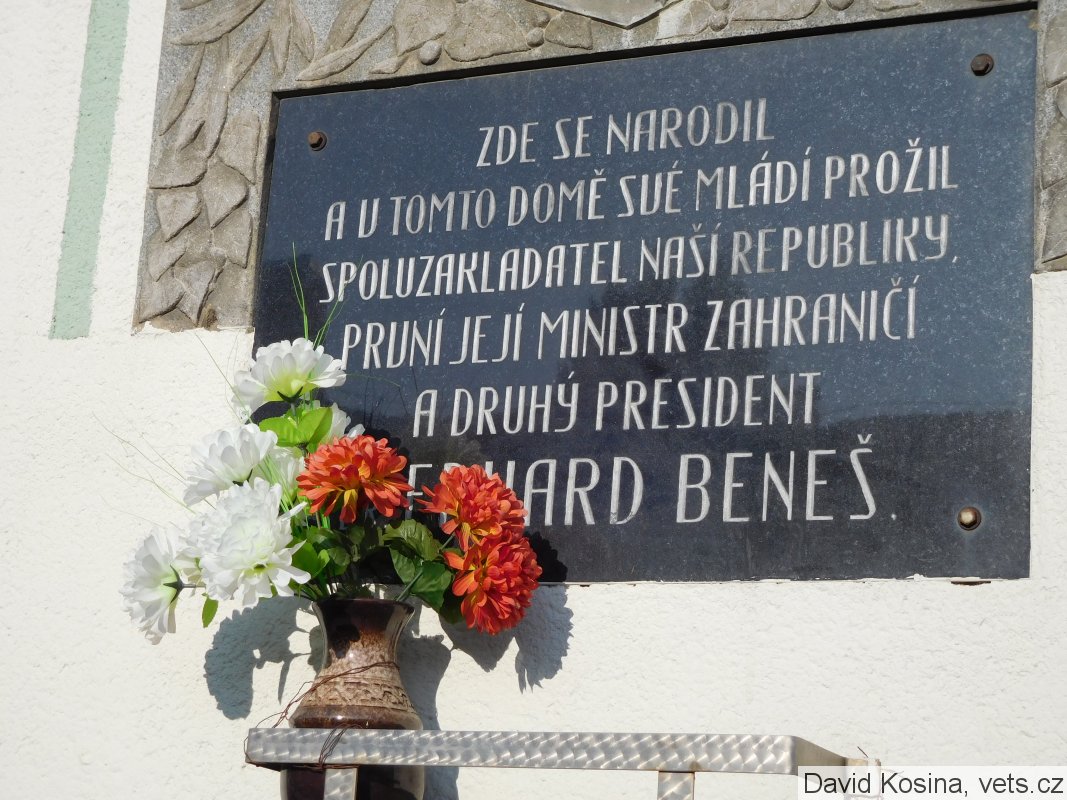 ZDE SE NARODIL
A V TOMTO DOMĚ SVÉ MLÁDÍ PROŽIL
SPOLUZAKLADATEL NAŠÍ REPUBLIKY,
PRVNÍ JEJÍ MINISTR ZAHRANIČÍ
A DRUHÝ PRESIDENT
BENEŠ.
David Kosina, vets.cz